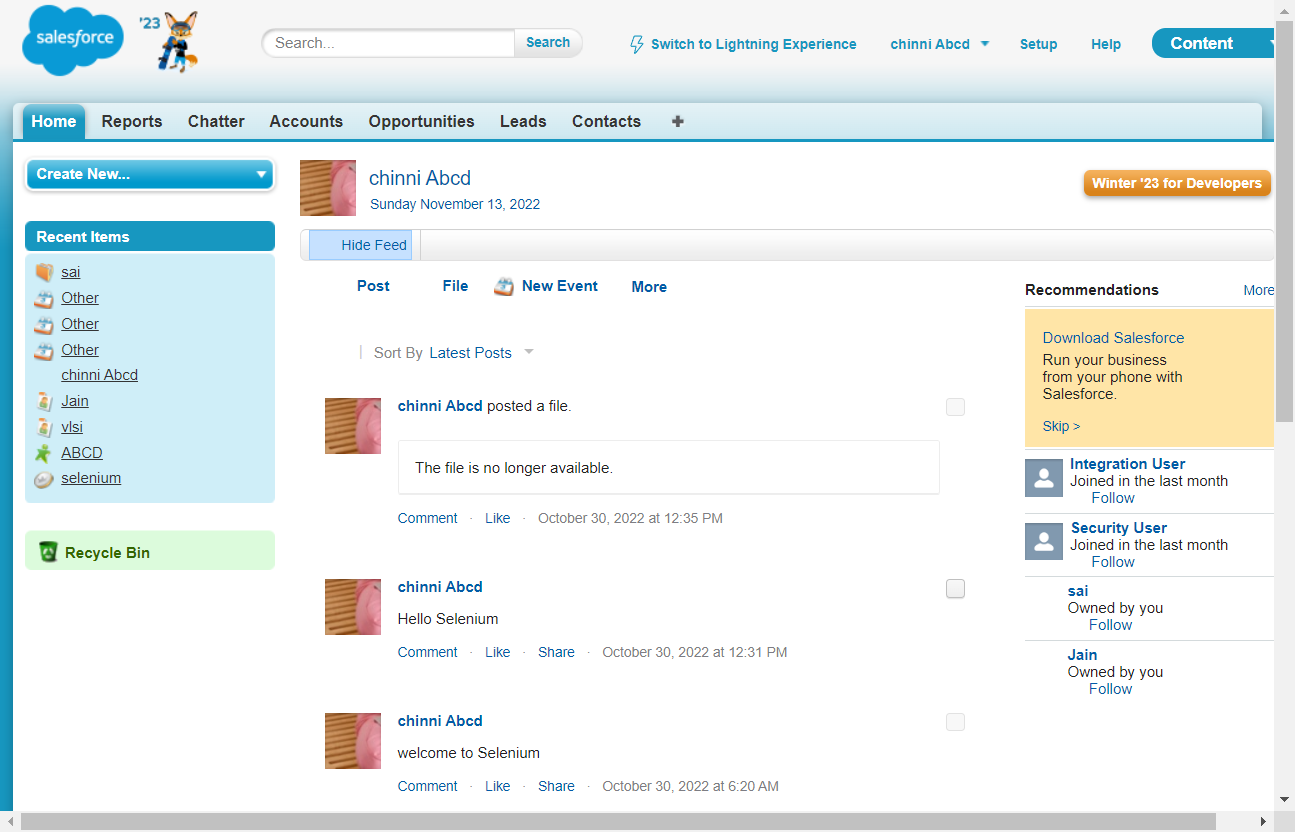 salesforce
'23
Search...
Search
Switch to Lightning Experience
chinni Abcd
Setup
Help
Content
Home
Reports
Chatter
Accounts
Opportunities
Leads
Contacts
+
Create New...
Recent Items
sai
Other
Other
Other
chinni Abcd
Jain
vlsi
ABCD
selenium
Recycle Bin
chinni Abcd
Sunday November 13, 2022
Winter '23 for Developers
Hide Feed
Post
File
New Event
More
Sort By Latest Posts
chinni Abcd posted a file.
The file is no longer available.
Comment · Like · October 30, 2022 at 12:35 PM
chinni Abcd
Hello Selenium
Comment · Like · Share · October 30, 2022 at 12:31 PM
chinni Abcd
welcome to Selenium
Comment · Like · Share · October 30, 2022 at 6:20 AM
Recommendations
More
Download Salesforce
Run your business
from your phone with
Salesforce.
Skip >
Integration User
Joined in the last month
Follow
Security User
Joined in the last month
Follow
sai
Owned by you
Follow
Jain
Owned by you
Follow